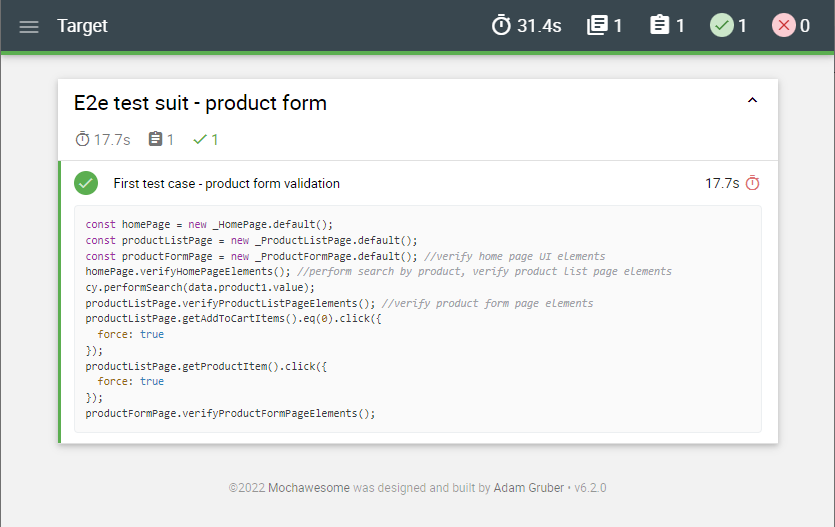 Target 31.4s 1 1 1 0
E2e test suit - product form
17.7s 1 1
First test case - product form validation 17.7s
const homePage = new _HomePage.default();
const productListPage = new _ProductListPage.default();
const productFormPage = new _ProductFormPage.default(); //verify home page UI elements
homePage.verifyHomePageElements(); //perform search by product, verify product list page elements
cy.performSearch(data.product1.value);
productListPage.verifyProductListPageElements(); //verify product form page elements
productListPage.getAddToCartItems().eq(0).click({
  force: true
});
productListPage.getProductItem().click({
  force: true
});
productFormPage.verifyProductFormPageElements();
©2022 Mochawesome was designed and built by Adam Gruber • v6.2.0